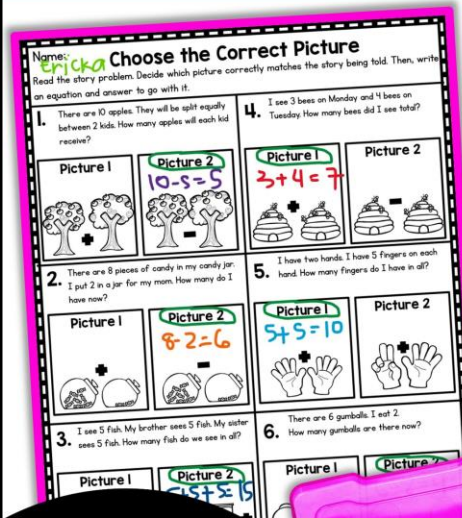 Name: Ericka Choose the Correct Picture
Read the story problem. Decide which picture correctly matches the story being told. Then, write
an equation and answer to go with it.
1. There are 10 apples. They will be split equally
between 2 kids. How many apples will each kid
receive?
Picture 1 Picture 2
10-5=5
+ -
4. I see 3 bees on Monday and 4 bees on
Tuesday. How many bees did I see total?
Picture 1 Picture 2
3+4=7
+ -
2. There are 8 pieces of candy in my candy jar.
I put 2 in a jar for my mom. How many do I
have now?
Picture 1 Picture 2
8-2=6
+ -
5. I have two hands. I have 5 fingers on each
hand. How many fingers do I have in all?
Picture 1 Picture 2
5+5=10
+ +
3. I see 5 fish. My brother sees 5 fish. My sister
sees 5 fish. How many fish do we see in all?
Picture 1 Picture 2
5+5+5=15
6. There are 6 gumballs. I eat 2.
How many gumballs are there now?
Picture 1 Picture